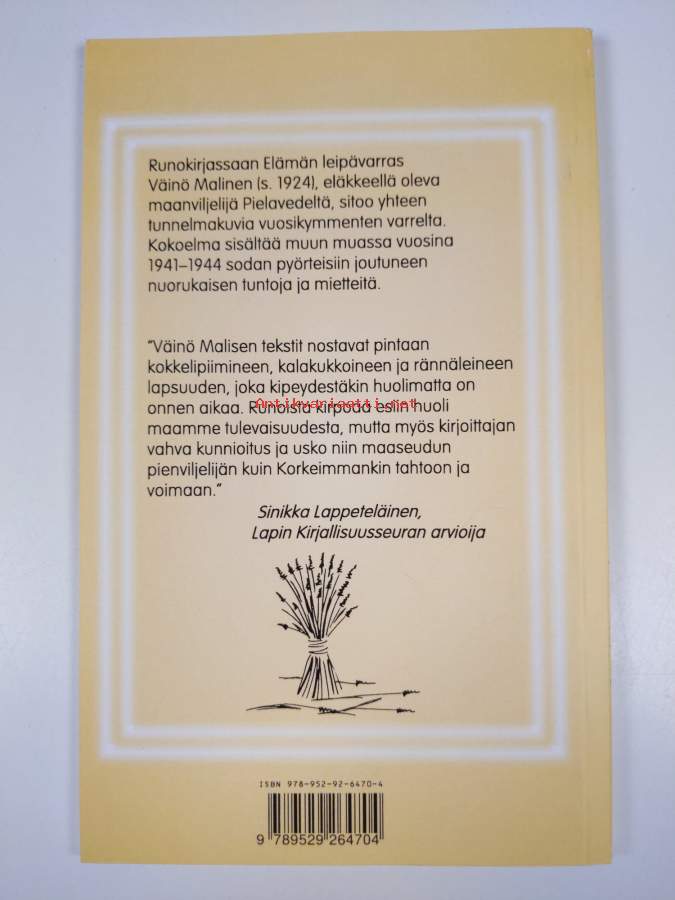 Runokirjassaan Elämän leipävarras
Väinö Malinen (s. 1924), eläkkeellä oleva
maanviljelijä Pielavedeltä, sitoo yhteen
tunnelmakuvia vuosikymmenten varrelta.
Kokoelma sisältää muun muassa vuosina
1941–1944 sodan pyörteisiin joutuneen
nuorukaisen tuntoja ja mietteitä.
"Väinö Malisen tekstit nostavat pintaan
kokkelipiimineen, kalakukkoineen ja rännäleineen
lapsuuden, joka kipeydestäkin huolimatta on
onnen aikaa. Runoista kirpoaa esiin huoli
maamme tulevaisuudesta, mutta myös kirjoittajan
vahva kunnioitus ja usko niin maaseudun
pienviljelijän kuin Korkeimmankin tahtoon ja
voimaan."
Sinikka Lappeteläinen,
Lapin Kirjallisuusseuran arvioija
Antikvariaatti.net
ISBN 978-952-92-6470-4
9 789529 264704